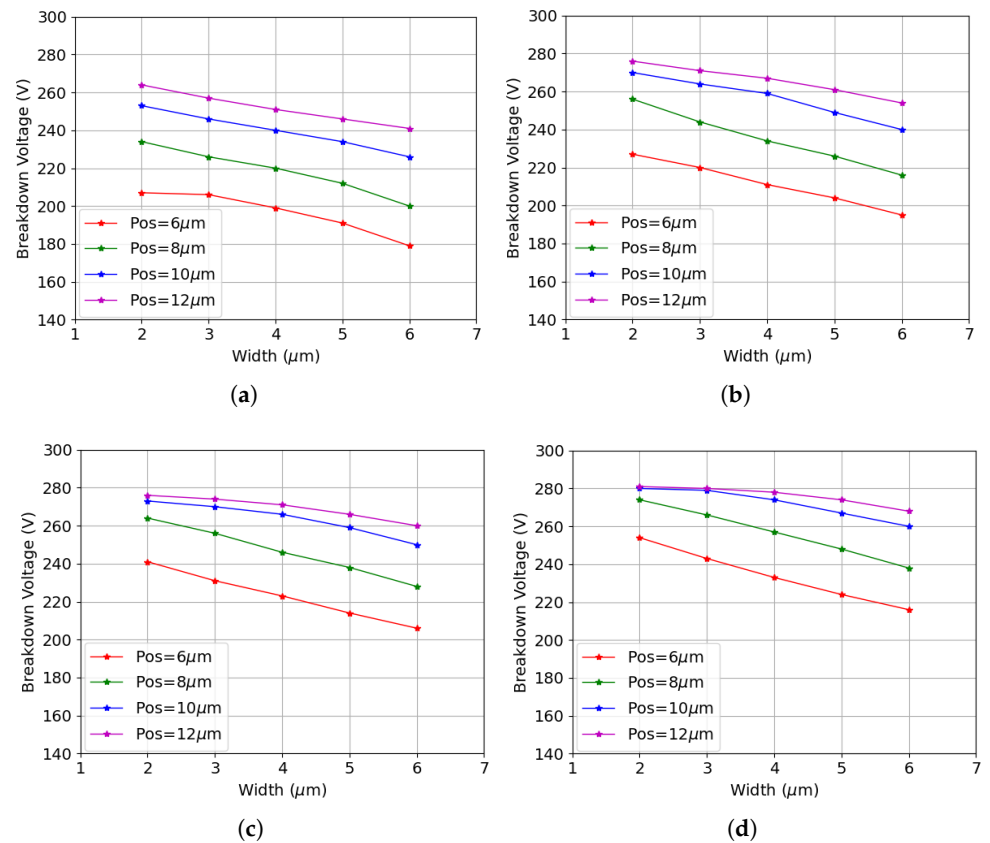 300
280
260
240
220
200
180
160
140
Breakdown Voltage (V)
Pos=6μm
Pos=8μm
Pos=10μm
Pos=12μm
1 2 3 4 5 6 7
Width (μm)
(a)
300
280
260
240
220
200
180
160
140
Breakdown Voltage (V)
Pos=6μm
Pos=8μm
Pos=10μm
Pos=12μm
1 2 3 4 5 6 7
Width (μm)
(b)
300
280
260
240
220
200
180
160
140
Breakdown Voltage (V)
Pos=6μm
Pos=8μm
Pos=10μm
Pos=12μm
1 2 3 4 5 6 7
Width (μm)
(c)
300
280
260
240
220
200
180
160
140
Breakdown Voltage (V)
Pos=6μm
Pos=8μm
Pos=10μm
Pos=12μm
1 2 3 4 5 6 7
Width (μm)
(d)